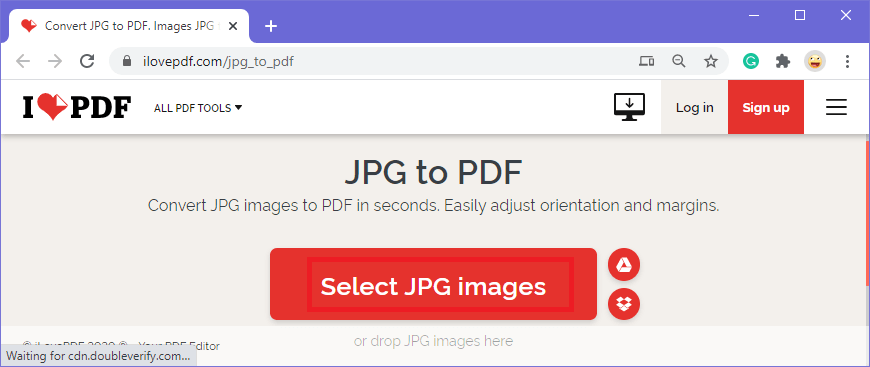 Convert JPG to PDF. Images JPG
ilovepdf.com/jpg_to_pdf
I PDF
ALL PDF TOOLS
Log in
Sign up
JPG to PDF
Convert JPG images to PDF in seconds. Easily adjust orientation and margins.
Select JPG images
or drop JPG images here
Your PDF Editor
Waiting for cdn.doubleverify.com...